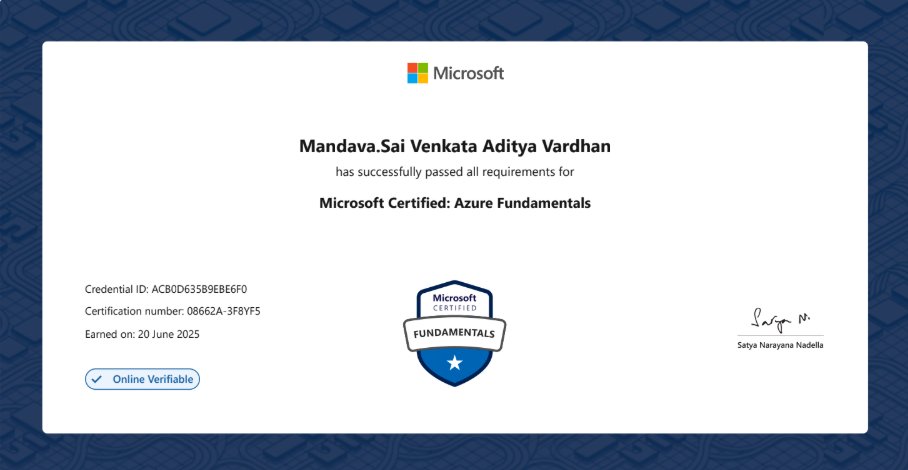 Microsoft
Mandava.Sai Venkata Aditya Vardhan
has successfully passed all requirements for
Microsoft Certified: Azure Fundamentals
Credential ID: ACB0D635B9EBE6F0
Certification number: 08662A-3F8YF5
Earned on: 20 June 2025
Online Verifiable
Microsoft
CERTIFIED
FUNDAMENTALS
Satya N.
Satya Narayana Nadella